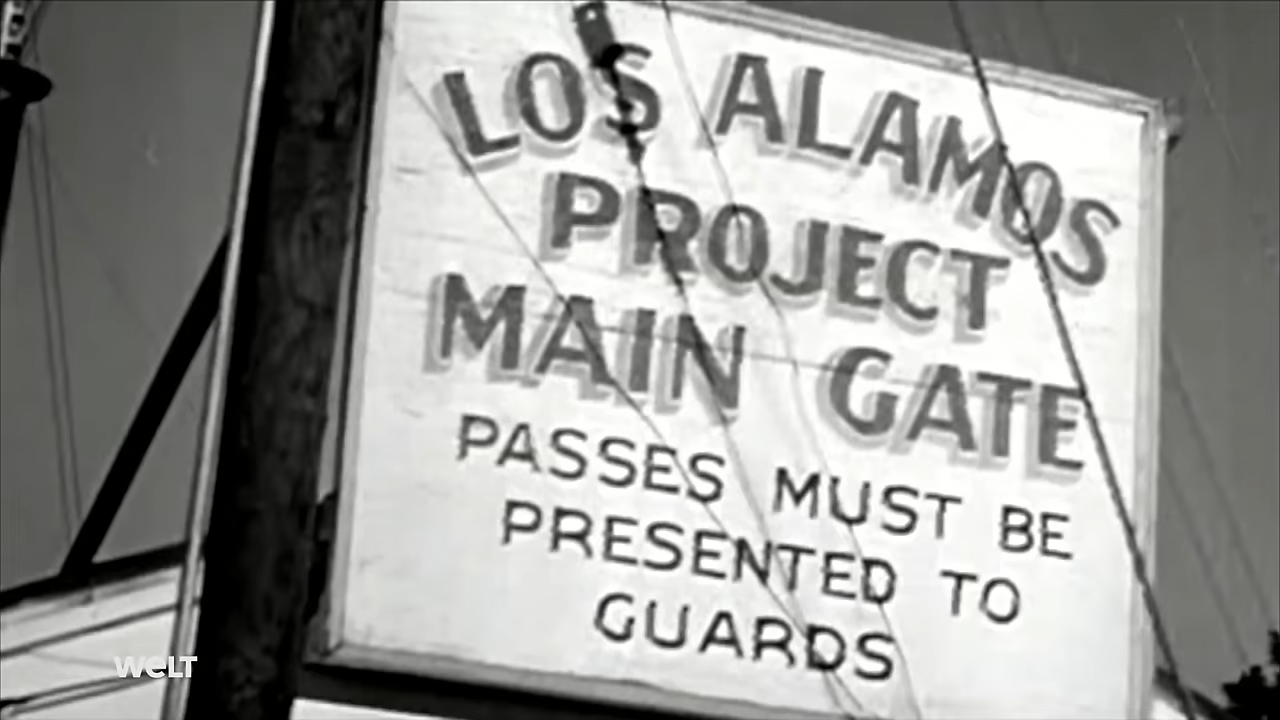 LOS ALAMOS
PROJECT
MAIN GATE
PASSES MUST BE
PRESENTED TO
GUARDS
welt